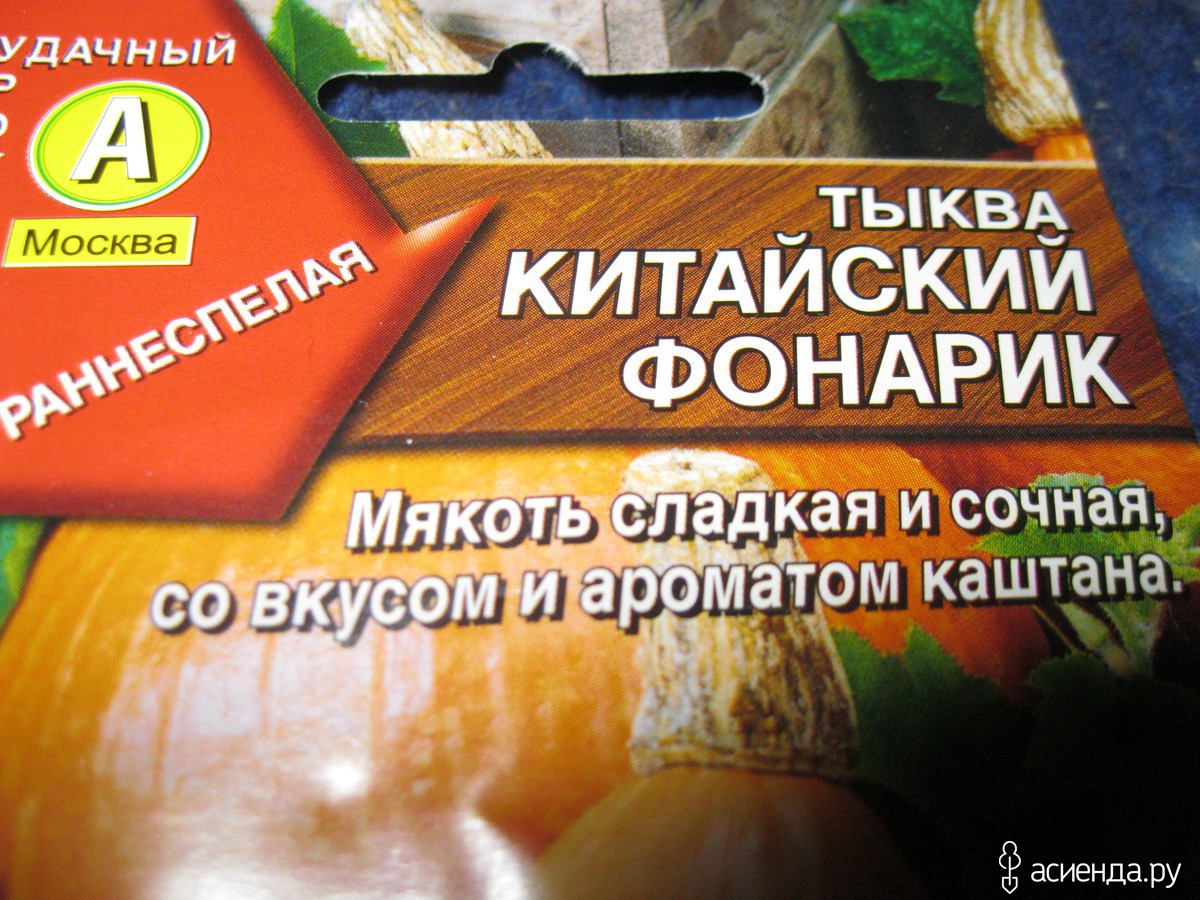 УДАЧНЫЙ
А
Москва
РАННЕСПЕЛАЯ
ТЫКВА
КИТАЙСКИЙ
ФОНАРИК
Мякоть сладкая и сочная,
со вкусом и ароматом каштана.
асиенда.ру